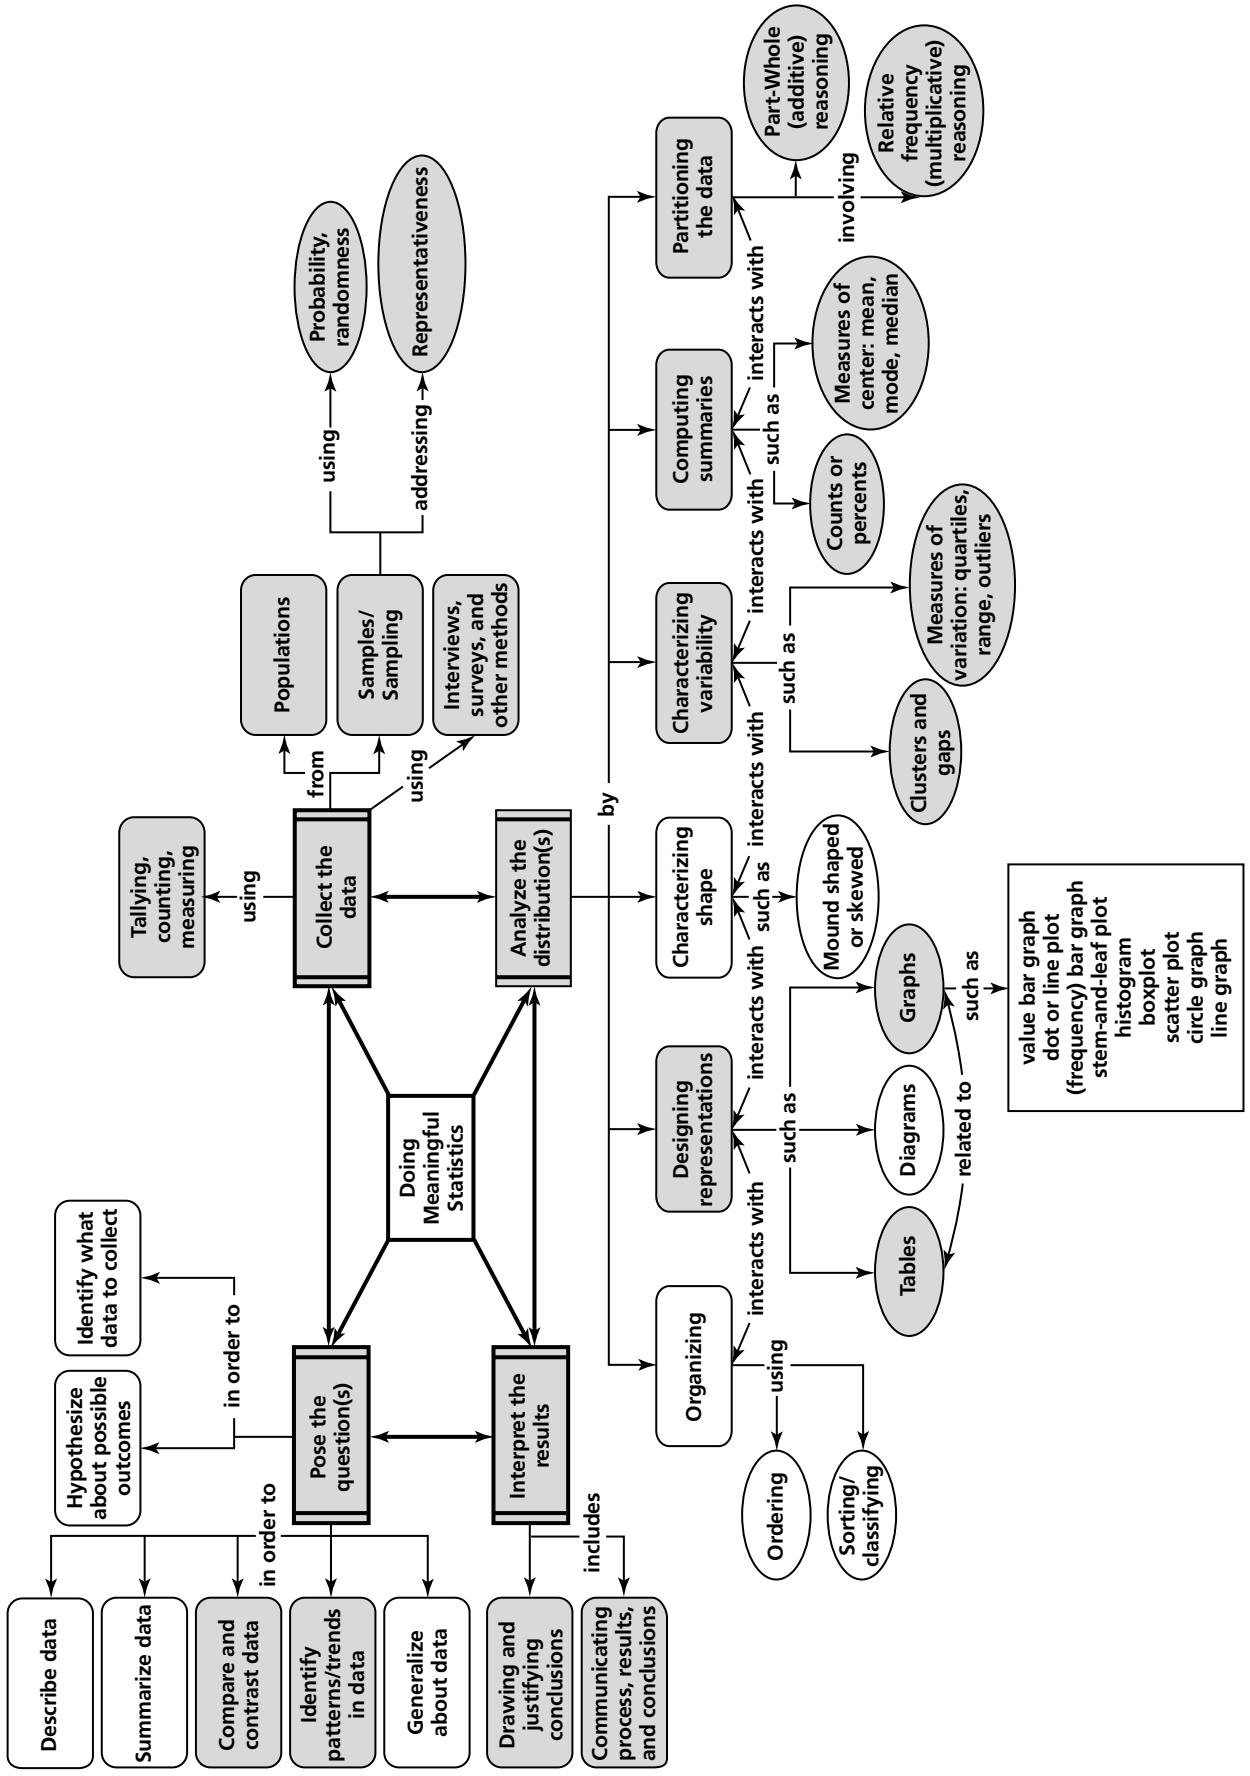 Describe data
Summarize data
Compare and
contrast data
Identify
patterns/trends
in data
Generalize
about data
in order to
Hypothesize
about possible
outcomes
Identify what
data to collect
in order to
Pose the
question(s)
Doing
Meaningful
Statistics
Tallying,
counting,
measuring
using
Collect the
data
from
using
Populations
Samples/
Sampling
Interviews,
surveys, and
other methods
using
addressing
Probability,
randomness
Representativeness
Drawing and
justifying
conclusions
Communicating
process, results,
and conclusions
includes
Interpret the
results
Analyze the
distribution(s)
by
Organizing
Designing
representations
Characterizing
shape
Characterizing
variability
Computing
summaries
Partitioning
the data
interacts with
interacts with
interacts with
interacts with
interacts with
using
Ordering
Sorting/
classifying
such as
Tables
Diagrams
Graphs
related to
such as
value bar graph
dot or line plot
(frequency) bar graph
stem-and-leaf plot
histogram
boxplot
scatter plot
circle graph
line graph
such as
Mound shaped
or skewed
such as
Clusters and
gaps
Measures of
variation: quartiles,
range, outliers
such as
Counts or
percents
Measures of
center: mean,
mode, median
involving
Part-Whole
(additive)
reasoning
Relative
frequency
(multiplicative)
reasoning